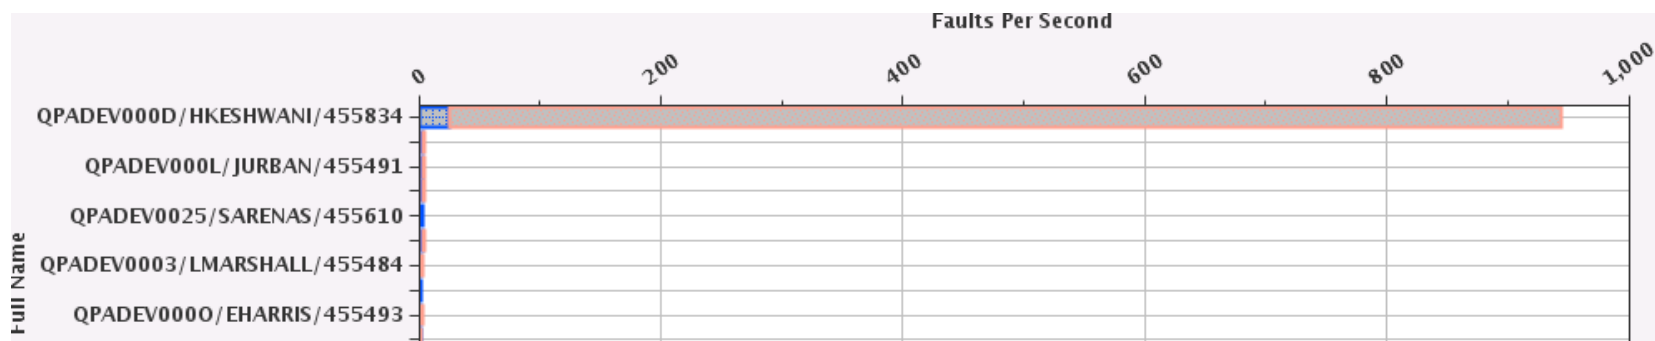 Faults Per Second
0 200 400 600 800 1,000
QPADEV000D/HKESHWANI/455834
QPADEV000L/JURBAN/455491
QPADEV0025/SARENAS/455610
QPADEV0003/LMARSHALL/455484
QPADEV000O/EHARRIS/455493
Full Name